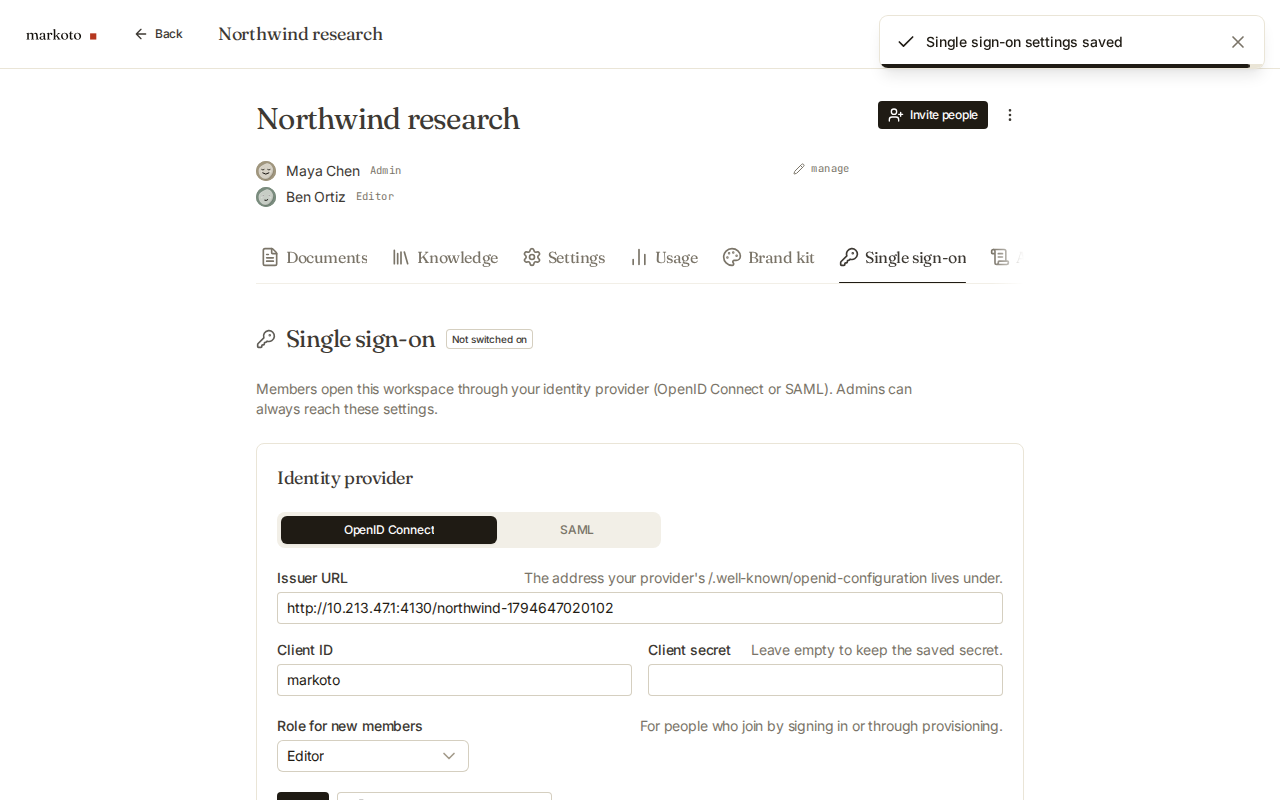 markoto
Back
Northwind research
Single sign-on settings saved
Northwind research
Invite people
Maya Chen Admin
manage
Ben Ortiz Editor
Documents Knowledge Settings Usage Brand kit Single sign-on
Single sign-on Not switched on
Members open this workspace through your identity provider (OpenID Connect or SAML). Admins can
always reach these settings.
Identity provider
OpenID Connect SAML
Issuer URL The address your provider's /.well-known/openid-configuration lives under.
http://10.213.47.1:4130/northwind-1794647020102
Client ID Client secret Leave empty to keep the saved secret.
markoto
Role for new members For people who join by signing in or through provisioning.
Editor